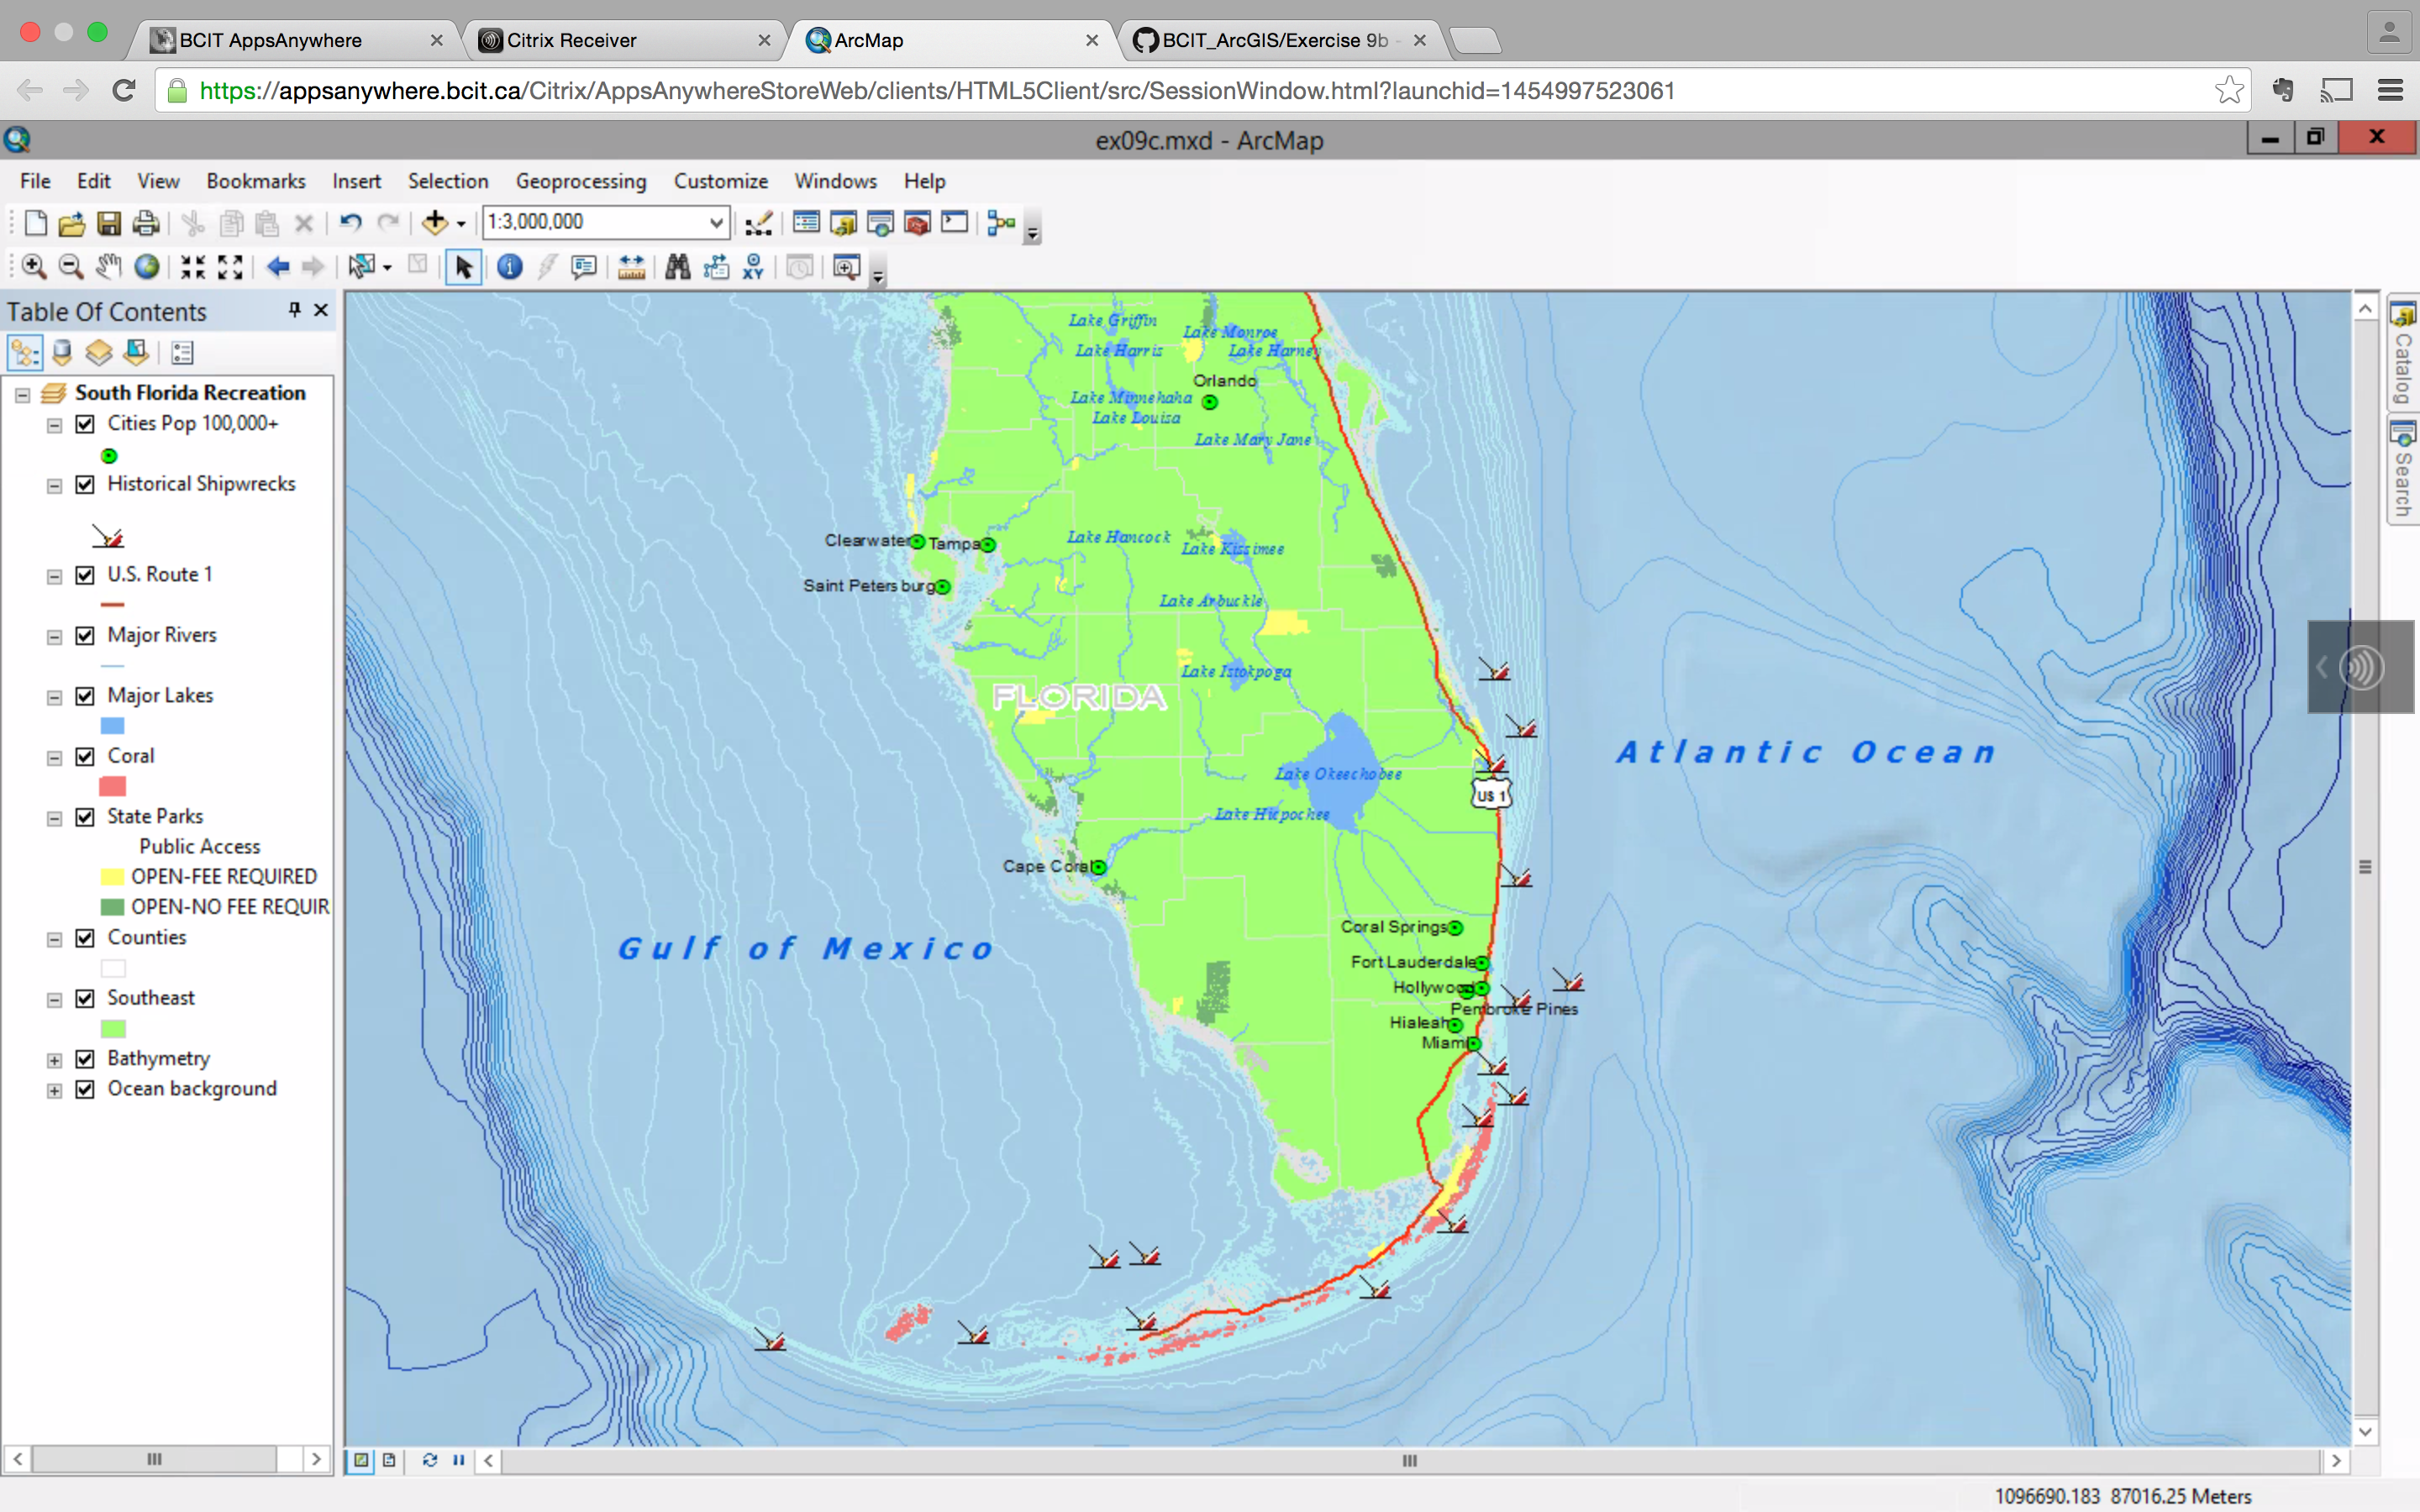 BCIT AppsAnywhere
Citrix Receiver
ArcMap
BCIT_ArcGIS/Exercise 9b
https://appsanywhere.bcit.ca/Citrix/AppsAnywhereStoreWeb/clients/HTML5Client/src/SessionWindow.html?launchid=1454997523061
ex09c.mxd - ArcMap
File Edit View Bookmarks Insert Selection Geoprocessing Customize Windows Help
1:3,000,000
XY
Table Of Contents
South Florida Recreation
Cities Pop 100,000+
Historical Shipwrecks
U.S. Route 1
Major Rivers
Major Lakes
Coral
State Parks
Public Access
OPEN-FEE REQUIRED
OPEN-NO FEE REQUIR
Counties
Southeast
Bathymetry
Ocean background
Lake Griffin
Lake Monroe
Lake Harris
Lake Harney
Orlando
Lake Minnehaha
Lake Louisa
Lake Mary Jane
Clearwater
Tampa
Lake Hancock
Lake Kissimee
Saint Petersburg
Lake Arbuckle
Lake Istokpoga
FLORIDA
Atlantic Ocean
Lake Okeechobee
US 1
Lake Hicpochee
Cape Coral
Coral Springs
Gulf of Mexico
Fort Lauderdale
Hollywood
Pembroke Pines
Hialeah
Miami
Catalog
Search
1096690.183 87016.25 Meters